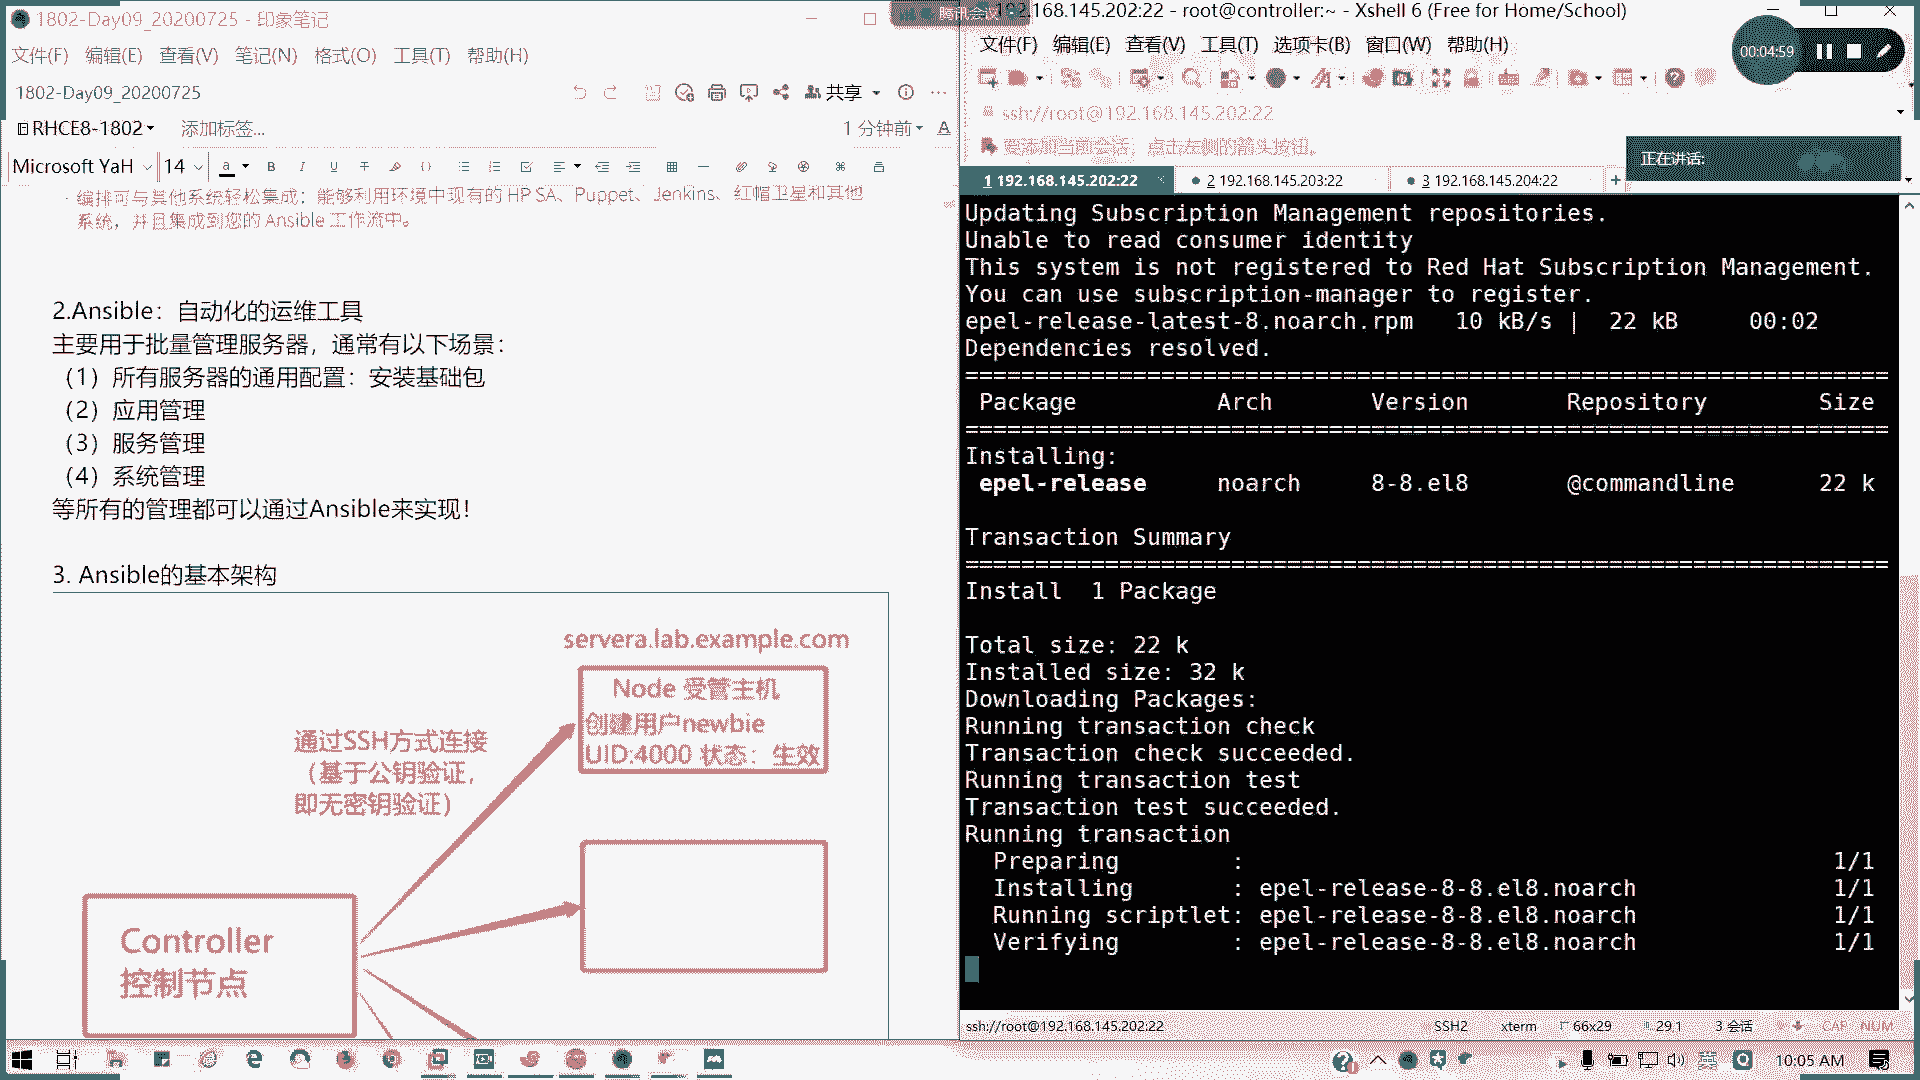 1802-Day09_20200725 - 印象笔记
文件(F) 编辑(E) 查看(V) 笔记(N) 格式(O) 工具(T) 帮助(H)
1802-Day09_20200725
共享
RHCE8-1802 添加标签...
1 分钟前
Microsoft YaH 14
编排可与其他系统轻松集成：能够利用环境中现有的 HP SA、Puppet、Jenkins、红帽卫星和其他
系统，并且集成到您的 Ansible 工作流中。
2.Ansible：自动化的运维工具
主要用于批量管理服务器，通常有以下场景：
（1）所有服务器的通用配置：安装基础包
（2）应用管理
（3）服务管理
（4）系统管理
等所有的管理都可以通过Ansible来实现！
3. Ansible的基本架构
servera.lab.example.com
Node 受管主机
创建用户newbie
UID:4000 状态：生效
通过SSH方式连接
（基于公钥验证，
即无密钥验证）
Controller
控制节点
腾讯会议
.168.145.202:22 - root@controller:~ - Xshell 6 (Free for Home/School)
文件(F) 编辑(E) 查看(V) 工具(T) 选项卡(B) 窗口(W) 帮助(H)
00:04:59
ssh://root@192.168.145.202:22
要添加当前会话，点击左侧的箭头按钮。
正在讲话:
1 192.168.145.202:22
2 192.168.145.203:22
3 192.168.145.204:22
Updating Subscription Management repositories.
Unable to read consumer identity
This system is not registered to Red Hat Subscription Management.
You can use subscription-manager to register.
epel-release-latest-8.noarch.rpm   10 kB/s |  22 kB     00:02
Dependencies resolved.
==================================================================
Package Arch Version Repository Size
==================================================================
Installing:
epel-release noarch 8-8.el8 @commandline 22 k
Transaction Summary
==================================================================
Install  1 Package
Total size: 22 k
Installed size: 32 k
Downloading Packages:
Running transaction check
Transaction check succeeded.
Running transaction test
Transaction test succeeded.
Running transaction
Preparing : 1/1
Installing : epel-release-8-8.el8.noarch 1/1
Running scriptlet: epel-release-8-8.el8.noarch 1/1
Verifying : epel-release-8-8.el8.noarch 1/1
ssh://root@192.168.145.202:22 SSH2 xterm 66x29 29,1 3 会话 CAP NUM
英
10:05 AM